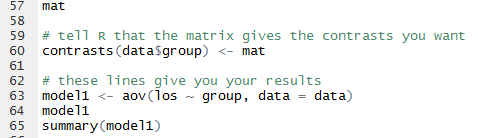 57 mat
58
59 # tell R that the matrix gives the contrasts you want
60 contrasts(data$group) <- mat
61
62 # these lines give you your results
63 model1 <- aov(los ~ group, data = data)
64 model1
65 summary(model1)